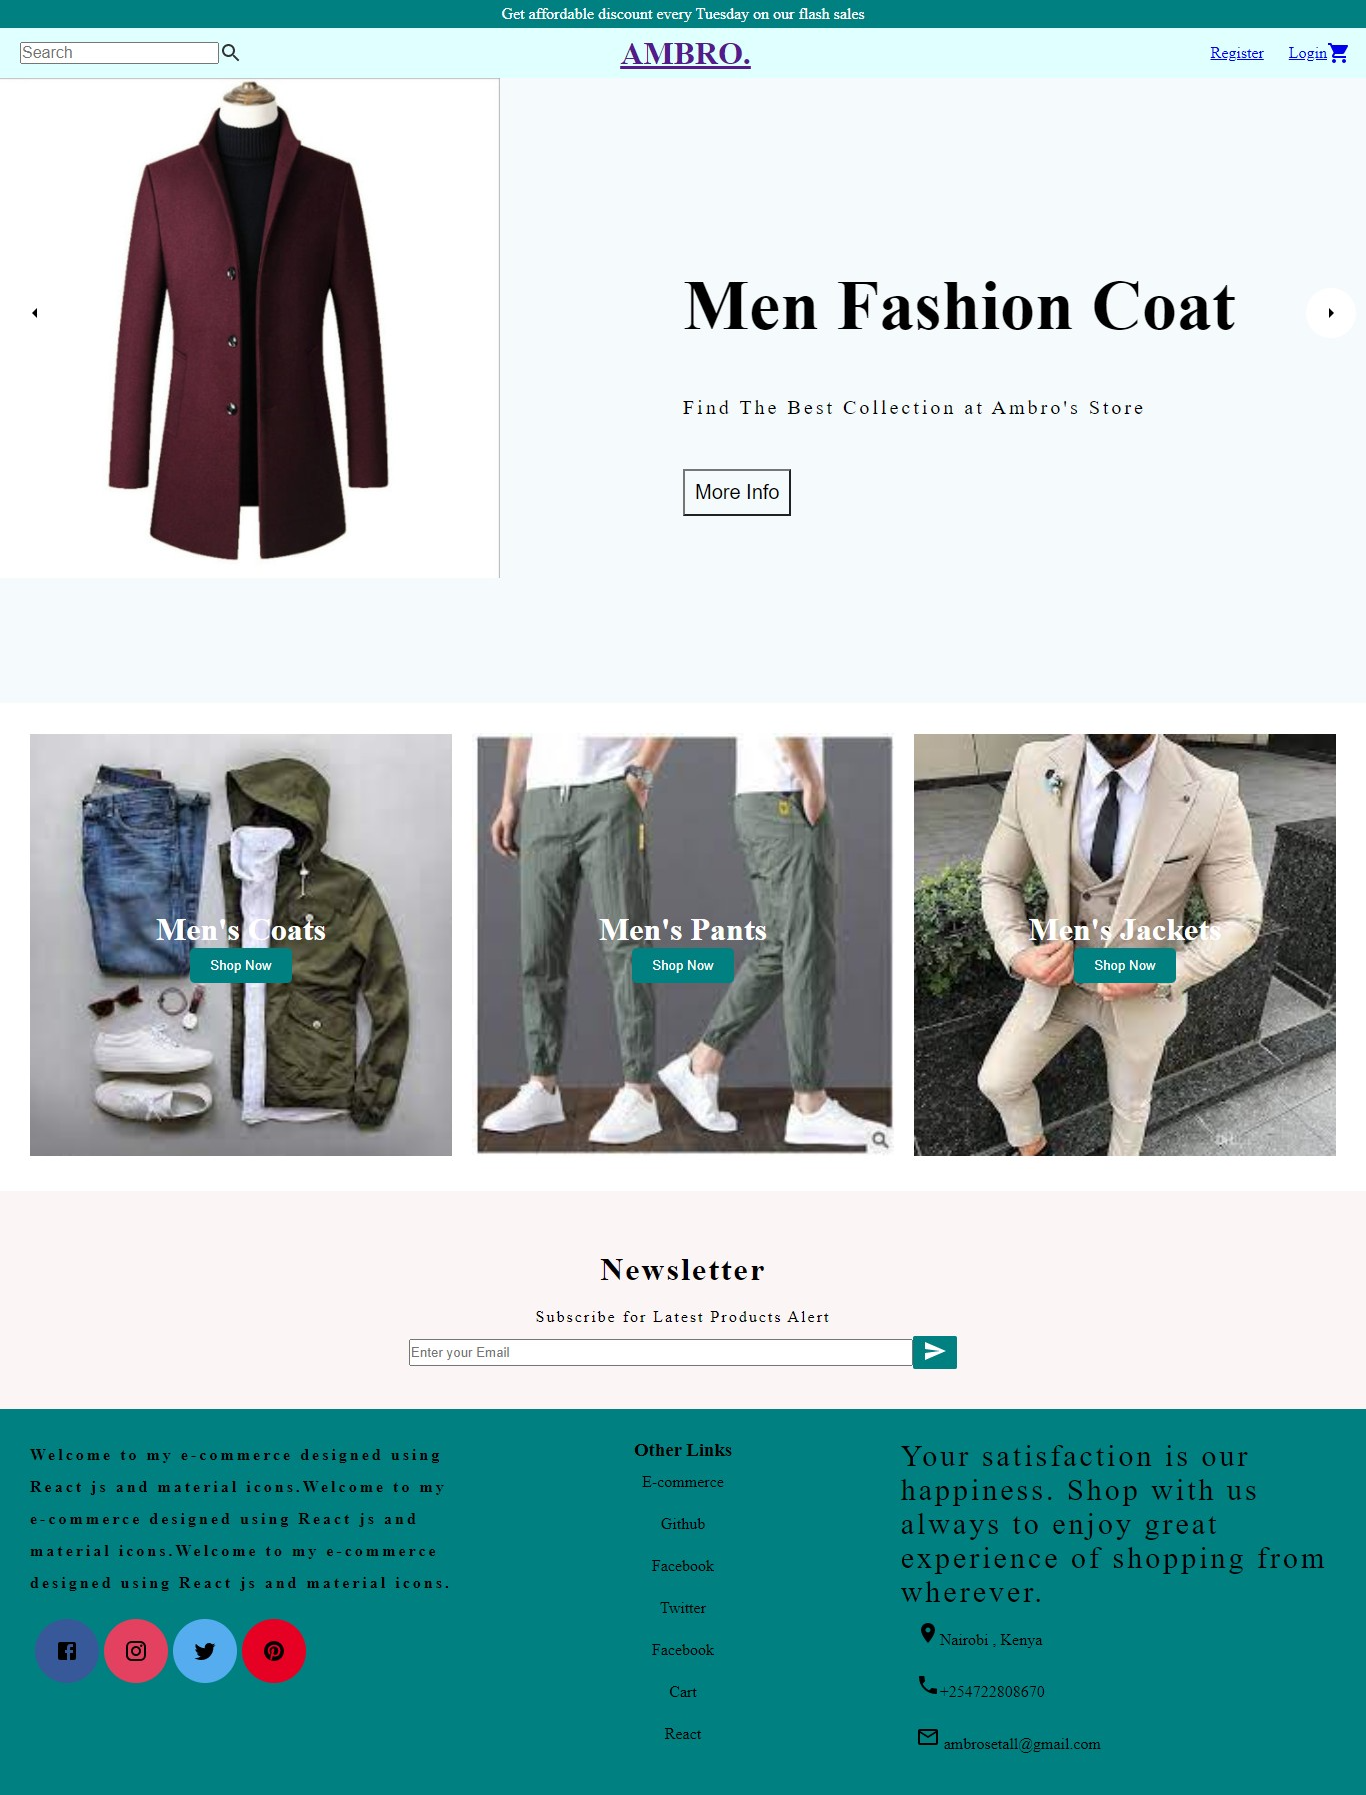 Get affordable discount every Tuesday on our flash sales
Search
AMBRO.
Register Login
Men Fashion Coat
Find The Best Collection at Ambro's Store
More Info
Men's Coats
Shop Now
Men's Pants
Shop Now
Men's Jackets
Shop Now
Newsletter
Subscribe for Latest Products Alert
Enter your Email
Welcome to my e-commerce designed using
React js and material icons.Welcome to my
e-commerce designed using React js and
material icons.Welcome to my e-commerce
designed using React js and material icons.
Other Links
E-commerce
Github
Facebook
Twitter
Facebook
Cart
React
Your satisfaction is our
happiness. Shop with us
always to enjoy great
experience of shopping from
wherever.
Nairobi , Kenya
+254722808670
ambrosetall@gmail.com